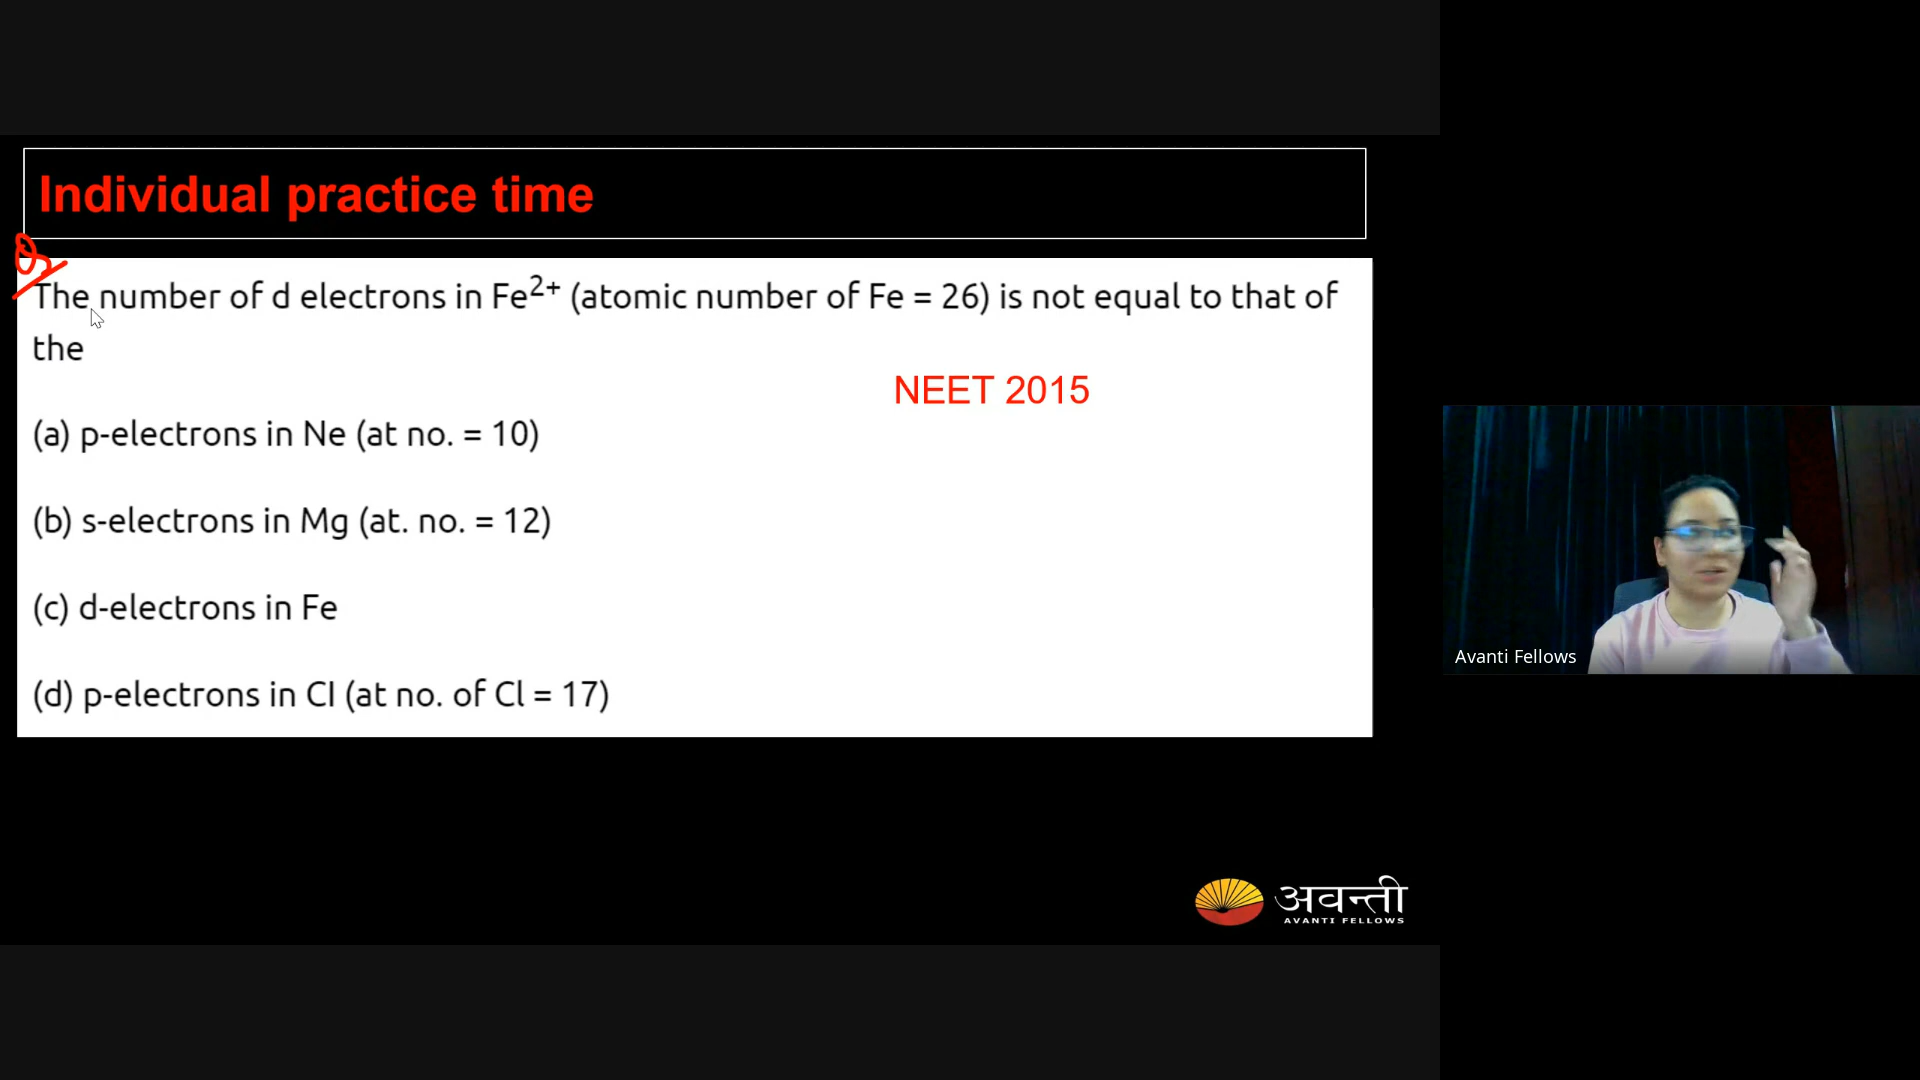 Individual practice time
Q
The number of d electrons in Fe2+ (atomic number of Fe = 26) is not equal to that of
the
NEET 2015
(a) p-electrons in Ne (at no. = 10)
(b) s-electrons in Mg (at. no. = 12)
(c) d-electrons in Fe
(d) p-electrons in CI (at no. of Cl = 17)
Avanti Fellows
अवन्ती
AVANTI FELLOWS